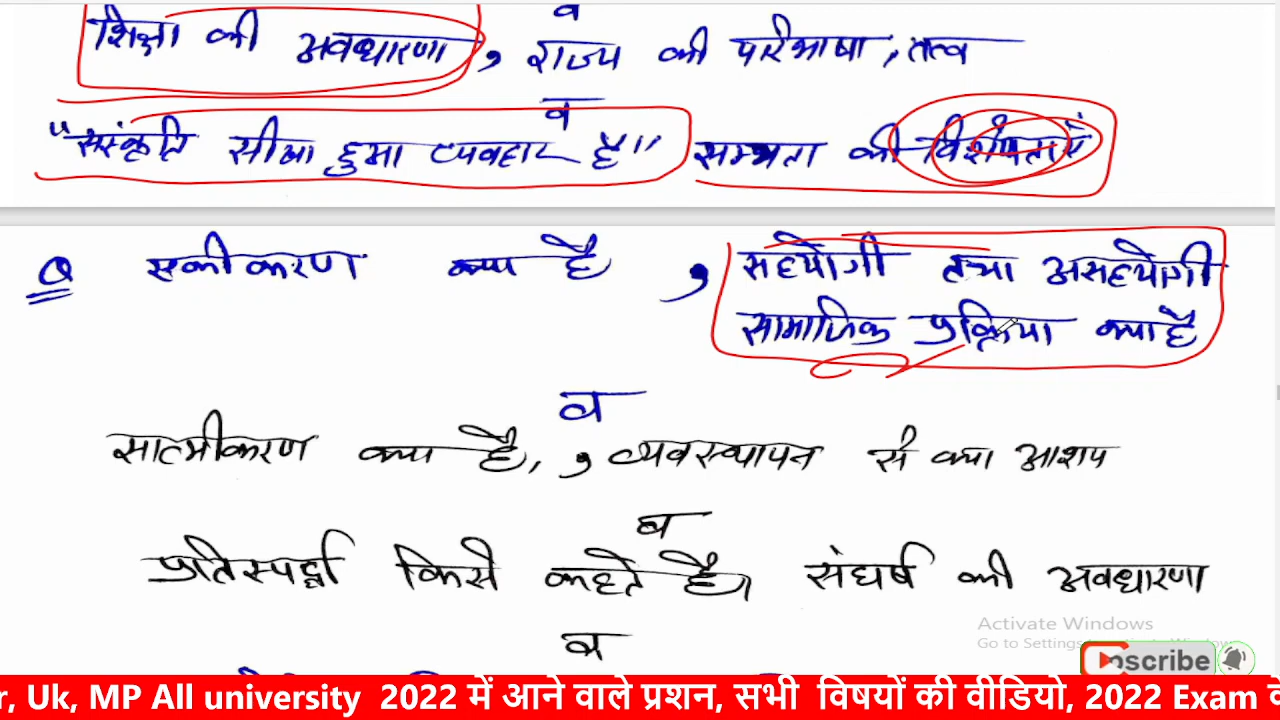 व
शिक्षा की अवधारणा, राज्य की परिभाषा, तत्व
व
"संस्कृति सीखा हुआ व्यवहार है" सभ्यता की विशेषताएँ
Q एकीकरण क्या है, सहयोगी तथा असहयोगी
सामाजिक प्रक्रिया क्या है
व
सात्मीकरण क्या है, , व्यवस्थापन से क्या आशय
व
प्रतिस्पर्द्धा किसे कहते है, संघर्ष की अवधारणा
व
Activate Windows
Go to Settings
bscribe
r, Uk, MP All university 2022 में आने वाले प्रशन, सभी विषयों की वीडियो, 2022 Exam के